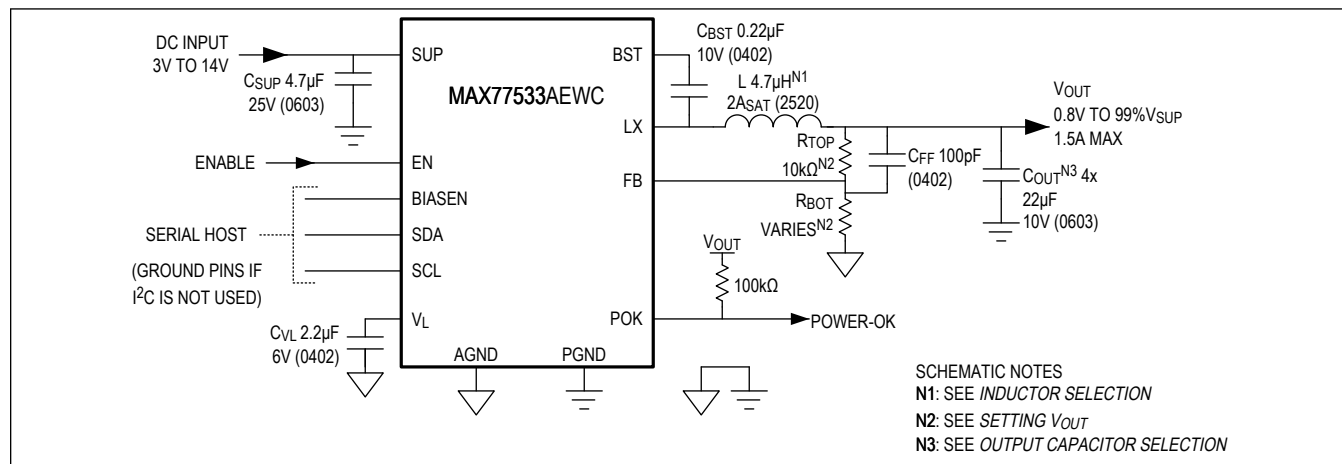 DC INPUT
3V TO 14V
CSUP 4.7µF
25V (0603)
ENABLE
SERIAL HOST
(GROUND PINS IF
I2C IS NOT USED)
CVL 2.2µF
6V (0402)
SUP
EN
BIASEN
SDA
SCL
VL
MAX77533AEWC
AGND
PGND
BST
LX
FB
POK
CBST 0.22µF
10V (0402)
L 4.7µHN1
2ASAT (2520)
RTOP
10kΩN2
CFF 100pF
(0402)
RBOT
VARIESN2
VOUT
0.8V TO 99%VSUP
1.5A MAX
COUTN3 4x
22µF
10V (0603)
VOUT
100kΩ
POWER-OK
SCHEMATIC NOTES
N1: SEE INDUCTOR SELECTION
N2: SEE SETTING VOUT
N3: SEE OUTPUT CAPACITOR SELECTION